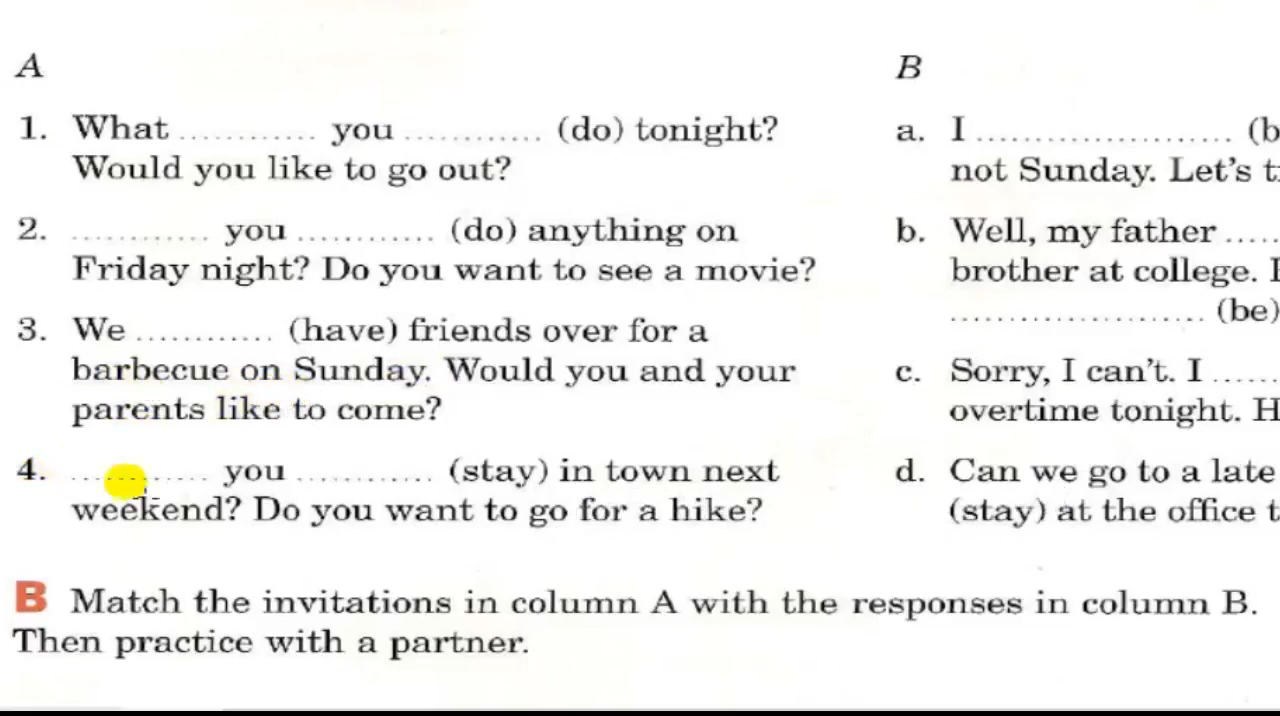 A
1. What ............ you ............ (do) tonight?
Would you like to go out?
2. ............ you ............ (do) anything on
Friday night? Do you want to see a movie?
3. We ............ (have) friends over for a
barbecue on Sunday. Would you and your
parents like to come?
4. ............ you ............ (stay) in town next
weekend? Do you want to go for a hike?
B
a. I ...................... (b
not Sunday. Let's t
b. Well, my father .....
brother at college.
...................... (be)
c. Sorry, I can't. I ......
overtime tonight. H
d. Can we go to a late
(stay) at the office t
B Match the invitations in column A with the responses in column B.
Then practice with a partner.